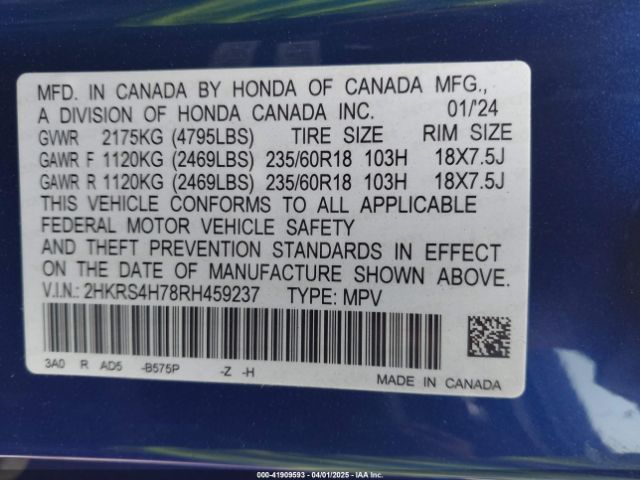 MFD. IN CANADA BY HONDA OF CANADA MFG.,
A DIVISION OF HONDA CANADA INC. 01/'24
GVWR 2175KG (4795LBS) TIRE SIZE RIM SIZE
GAWR F 1120KG (2469LBS) 235/60R18 103H 18X7.5J
GAWR R 1120KG (2469LBS) 235/60R18 103H 18X7.5J
THIS VEHICLE CONFORMS TO ALL APPLICABLE
FEDERAL MOTOR VEHICLE SAFETY
AND THEFT PREVENTION STANDARDS IN EFFECT
ON THE DATE OF MANUFACTURE SHOWN ABOVE.
V.I.N.: 2HKRS4H78RH459237 TYPE: MPV
3A0 R AD5 -B575P -Z -H
MADE IN CANADA
000-41909593 - 04/01/2025 - IAA Inc.